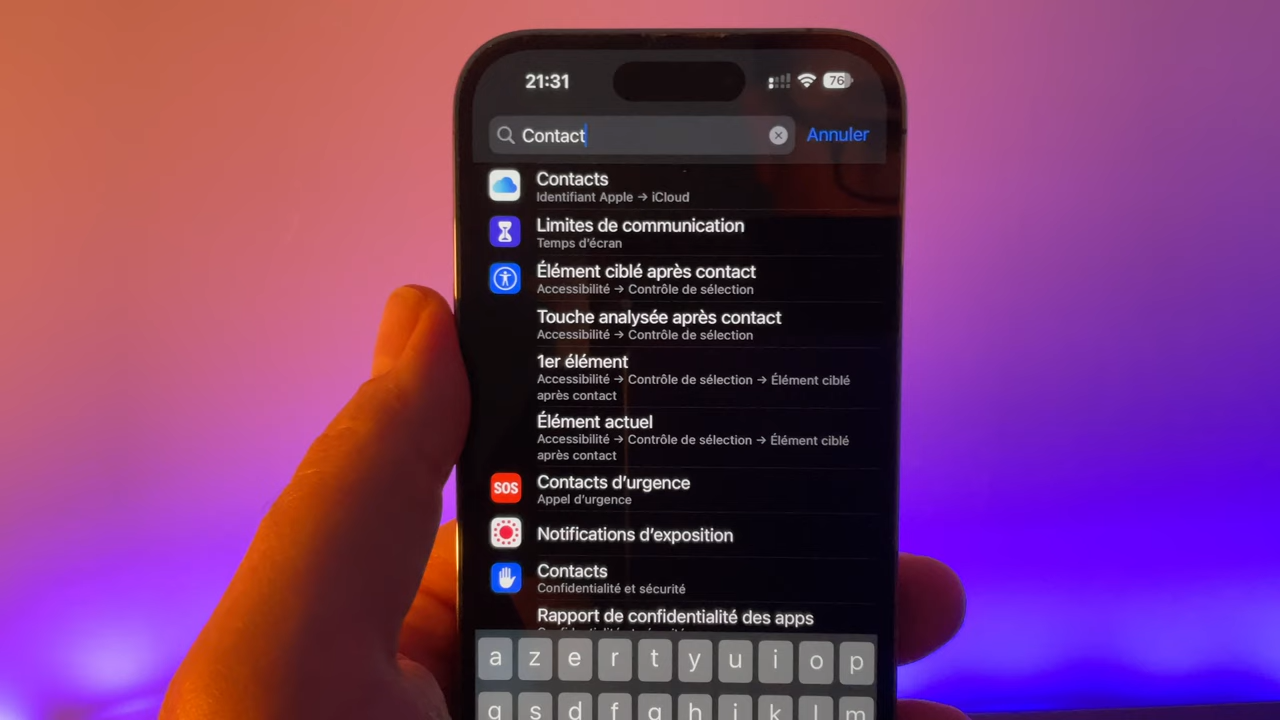 21:31
76
Contact
Annuler
Contacts
Identifiant Apple → iCloud
Limites de communication
Temps d'écran
Élément ciblé après contact
Accessibilité → Contrôle de sélection
Touche analysée après contact
Accessibilité → Contrôle de sélection
1er élément
Accessibilité → Contrôle de sélection → Élément ciblé
après contact
Élément actuel
Accessibilité → Contrôle de sélection → Élément ciblé
après contact
SOS
Contacts d'urgence
Appel d'urgence
Notifications d'exposition
Contacts
Confidentialité et sécurité
Rapport de confidentialité des apps
Confidentialité et sécurité
a z e r t y u i o p
q s d f g h j k l m